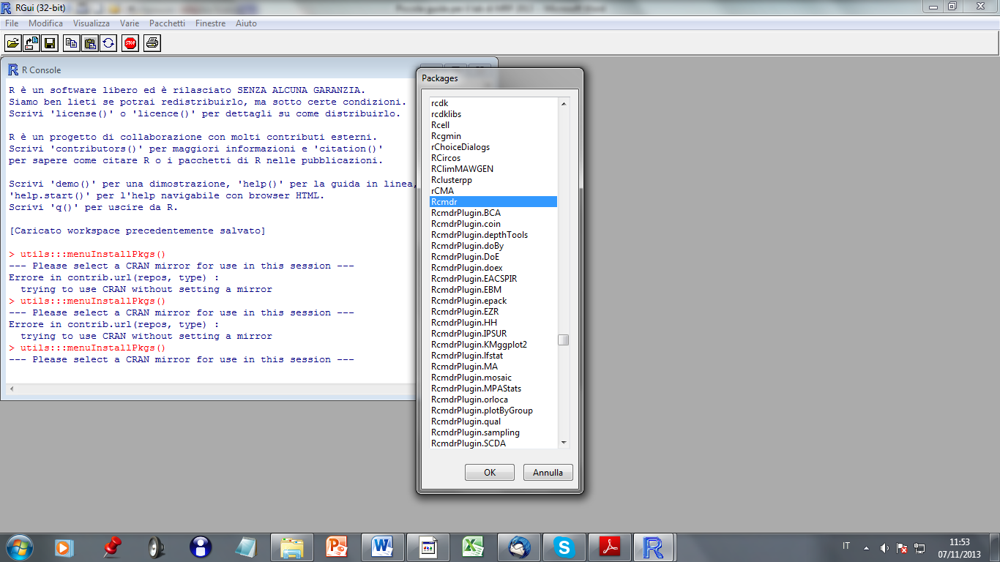 RGui (32-bit)
File Modifica Visualizza Varie Pacchetti Finestre Aiuto
STOP
R Console
R è un software libero ed è rilasciato SENZA ALCUNA GARANZIA.
Siamo ben lieti se potrai redistribuirlo, ma sotto certe condizioni.
Scrivi 'license()' o 'licence()' per dettagli su come distribuirlo.
R è un progetto di collaborazione con molti contributi esterni.
Scrivi 'contributors()' per maggiori informazioni e 'citation()'
per sapere come citare R o i pacchetti di R nelle pubblicazioni.
Scrivi 'demo()' per una dimostrazione, 'help()' per la guida in linea,
'help.start()' per l'help navigabile con browser HTML.
Scrivi 'q()' per uscire da R.
[Caricato workspace precedentemente salvato]
> utils:::menuInstallPkgs()
--- Please select a CRAN mirror for use in this session ---
Errore in contrib.url(repos, type) :
trying to use CRAN without setting a mirror
> utils:::menuInstallPkgs()
--- Please select a CRAN mirror for use in this session ---
Errore in contrib.url(repos, type) :
trying to use CRAN without setting a mirror
> utils:::menuInstallPkgs()
--- Please select a CRAN mirror for use in this session ---
Packages
rcdk
rcdklibs
Rcell
Rcgmin
rChoiceDialogs
RCircos
RClimMAWGEN
Rclusterpp
rCMA
Rcmdr
RcmdrPlugin.BCA
RcmdrPlugin.coin
RcmdrPlugin.depthTools
RcmdrPlugin.doBy
RcmdrPlugin.DoE
RcmdrPlugin.doex
RcmdrPlugin.EACSPIR
RcmdrPlugin.EBM
RcmdrPlugin.epack
RcmdrPlugin.EZR
RcmdrPlugin.HH
RcmdrPlugin.IPSUR
RcmdrPlugin.KMggplot2
RcmdrPlugin.lfstat
RcmdrPlugin.MA
RcmdrPlugin.mosaic
RcmdrPlugin.MPAStats
RcmdrPlugin.orloca
RcmdrPlugin.plotByGroup
RcmdrPlugin.qual
RcmdrPlugin.sampling
RcmdrPlugin.SCDA
OK Annulla
IT
11:53
07/11/2013